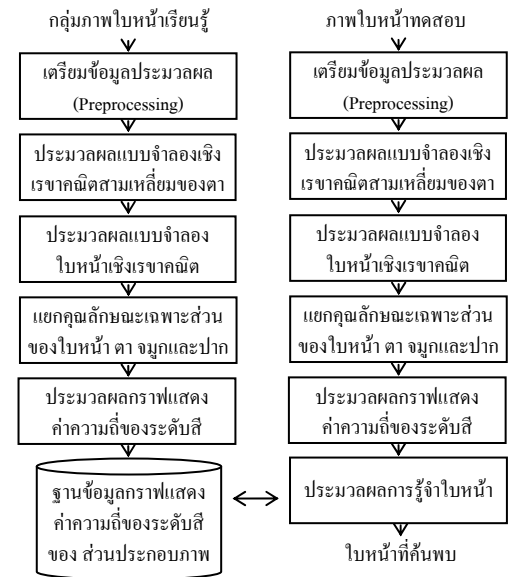 กลุ่มภาพใบหน้าเรียนรู้
เตรียมข้อมูลประมวลผล
(Preprocessing)
ประมวลผลแบบจำลองเชิง
เรขาคณิตสามเหลี่ยมของตา
ประมวลผลแบบจำลอง
ใบหน้าเชิงเรขาคณิต
แยกคุณลักษณะเฉพาะส่วน
ของใบหน้า ตา จมูกและปาก
ประมวลผลกราฟแสดง
ค่าความถี่ของระดับสี
ฐานข้อมูลกราฟแสดง
ค่าความถี่ของระดับสี
ของ ส่วนประกอบภาพ
ภาพใบหน้าทดสอบ
เตรียมข้อมูลประมวลผล
(Preprocessing)
ประมวลผลแบบจำลองเชิง
เรขาคณิตสามเหลี่ยมของตา
ประมวลผลแบบจำลอง
ใบหน้าเชิงเรขาคณิต
แยกคุณลักษณะเฉพาะส่วน
ของใบหน้า ตา จมูกและปาก
ประมวลผลกราฟแสดง
ค่าความถี่ของระดับสี
ประมวลผลการรู้จำใบหน้า
ใบหน้าที่ค้นพบ